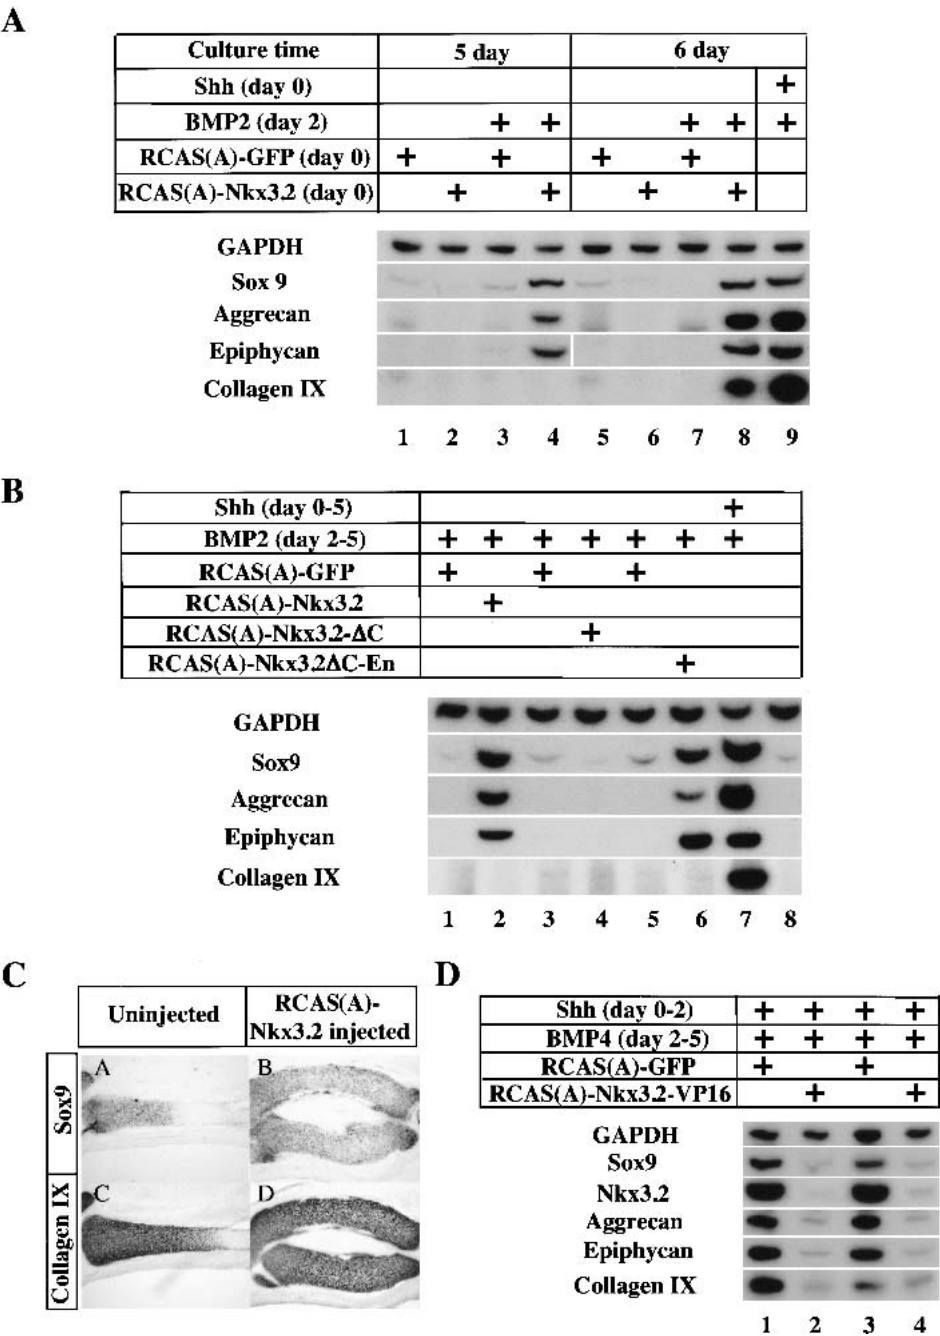 A
Culture time 5 day 6 day
Shh (day 0) +
BMP2 (day 2) + + + + +
RCAS(A)-GFP (day 0) + + + +
RCAS(A)-Nkx3.2 (day 0) + + + +
GAPDH
Sox 9
Aggrecan
Epiphycan
Collagen IX
1 2 3 4 5 6 7 8 9
B
Shh (day 0-5) +
BMP2 (day 2-5) + + + + + + +
RCAS(A)-GFP + + +
RCAS(A)-Nkx3.2 +
RCAS(A)-Nkx3.2-ΔC +
RCAS(A)-Nkx3.2ΔC-En +
GAPDH
Sox9
Aggrecan
Epiphycan
Collagen IX
1 2 3 4 5 6 7 8
C
Uninjected RCAS(A)-
Nkx3.2 injected
Sox9
A B
Collagen IX
C D
D
Shh (day 0-2) + + + +
BMP4 (day 2-5) + + + +
RCAS(A)-GFP + +
RCAS(A)-Nkx3.2-VP16 + +
GAPDH
Sox9
Nkx3.2
Aggrecan
Epiphycan
Collagen IX
1 2 3 4